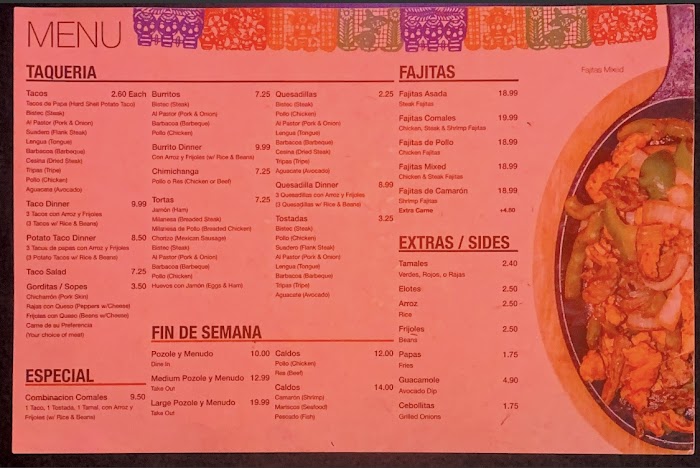 MENU
TAQUERIA
Tacos 2.60 Each
Tacos de Papa (Hard Shell Potato Taco)
Bistec (Steak)
Al Pastor (Pork & Onion)
Suadero (Flank Steak)
Lengua (Tongue)
Barbacoa (Barbeque)
Cesina (Dried Steak)
Tripas (Tripe)
Pollo (Chicken)
Aguacate (Avocado)
Taco Dinner 9.99
3 Tacos con Arroz y Frijoles
(3 Tacos w/ Rice & Beans)
Potato Taco Dinner 8.50
3 Tacos de papas con Arroz y Frijoles
(3 Potato Tacos w/ Rice & Beans)
Taco Salad 7.25
Gorditas / Sopes 3.50
Chicharrón (Pork Skin)
Rajas con Queso (Peppers w/Cheese)
Frijoles con Queso (Beans w/Cheese)
Carne de su Preferencia
(Your choice of meat)
ESPECIAL
Combinacion Comales 9.50
1 Taco, 1 Tostada, 1 Tamal, con Arroz y
Frijoles (w/ Rice & Beans)
Burritos 7.25
Bistec (Steak)
Al Pastor (Pork & Onion)
Barbacoa (Barbeque)
Pollo (Chicken)
Burrito Dinner 9.99
Con Arroz y Frijoles (w/ Rice & Beans)
Chimichanga 7.25
Pollo o Res (Chicken or Beef)
Tortas 7.25
Jamón (Ham)
Milanesa (Breaded Steak)
Milanesa de Pollo (Breaded Chicken)
Chorizo (Mexican Sausage)
Bistec (Steak)
Al Pastor (Pork & Onion)
Barbacoa (Barbeque)
Pollo (Chicken)
Huevos con Jamón (Eggs & Ham)
Quesadillas 2.25
Bistec (Steak)
Pollo (Chicken)
Al Pastor (Pork & Onion)
Lengua (Tongue)
Barbacoa (Barbeque)
Cesina (Dried Steak)
Tripas (Tripe)
Aguacate (Avocado)
Quesadilla Dinner 8.99
3 Quesadillas con Arroz y Frijoles
(3 Quesadillas w/ Rice & Beans)
Tostadas 3.25
Bistec (Steak)
Pollo (Chicken)
Suadero (Flank Steak)
Al Pastor (Pork & Onion)
Lengua (Tongue)
Barbacoa (Barbeque)
Tripas (Tripe)
Aguacate (Avocado)
FIN DE SEMANA
Pozole y Menudo 10.00
Dine In
Medium Pozole y Menudo 12.99
Take Out
Large Pozole y Menudo 19.99
Take Out
Caldos 12.00
Pollo (Chicken)
Res (Beef)
Caldos 14.00
Camarón (Shrimp)
Mariscos (Seafood)
Pescado (Fish)
FAJITAS
Fajitas Asada 18.99
Steak Fajitas
Fajitas Comales 19.99
Chicken, Steak & Shrimp Fajitas
Fajitas de Pollo 18.99
Chicken Fajitas
Fajitas Mixed 18.99
Chicken & Steak Fajitas
Fajitas de Camarón 18.99
Shrimp Fajitas
Extra Carne +4.50
EXTRAS / SIDES
Tamales 2.40
Verdes, Rojos, o Rajas
Elotes 2.50
Arroz 2.50
Rice
Frijoles 2.50
Beans
Papas 1.75
Fries
Guacamole 4.90
Avocado Dip
Cebollitas 1.75
Grilled Onions
Fajitas Mixed